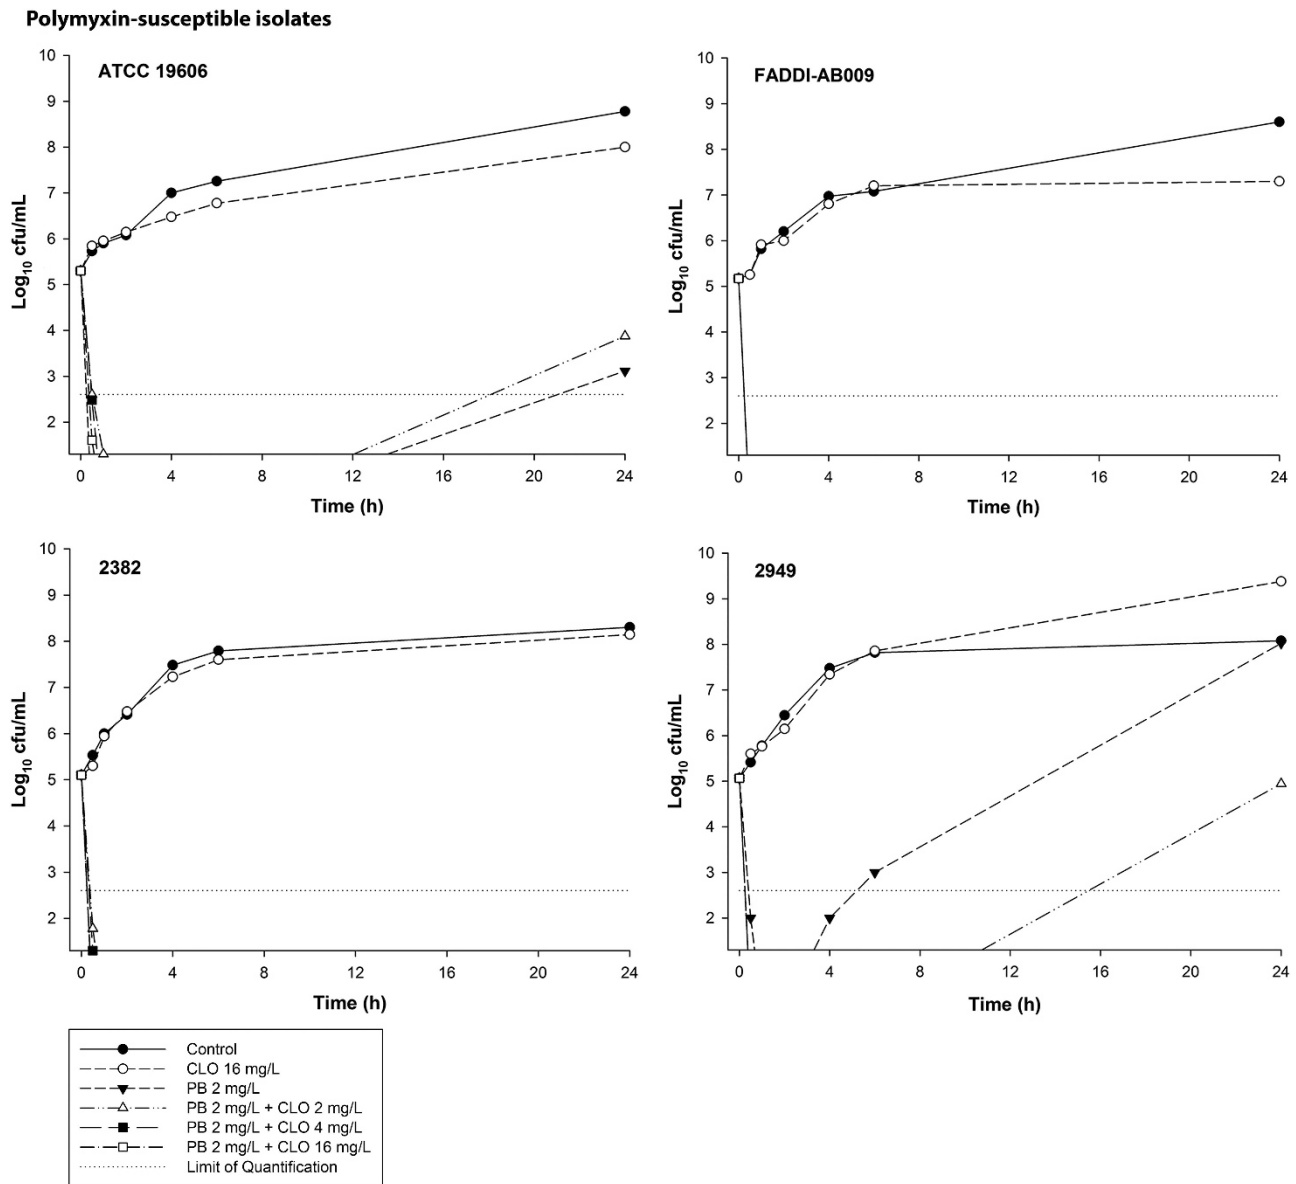 Polymyxin-susceptible isolates
ATCC 19606
Log10 cfu/mL
10
9
8
7
6
5
4
3
2
0 4 8 12 16 20 24
Time (h)
FADDI-AB009
Log10 cfu/mL
10
9
8
7
6
5
4
3
2
0 4 8 12 16 20 24
Time (h)
2382
Log10 cfu/mL
10
9
8
7
6
5
4
3
2
0 4 8 12 16 20 24
Time (h)
2949
Log10 cfu/mL
10
9
8
7
6
5
4
3
2
0 4 8 12 16 20 24
Time (h)
Control
CLO 16 mg/L
PB 2 mg/L
PB 2 mg/L + CLO 2 mg/L
PB 2 mg/L + CLO 4 mg/L
PB 2 mg/L + CLO 16 mg/L
Limit of Quantification